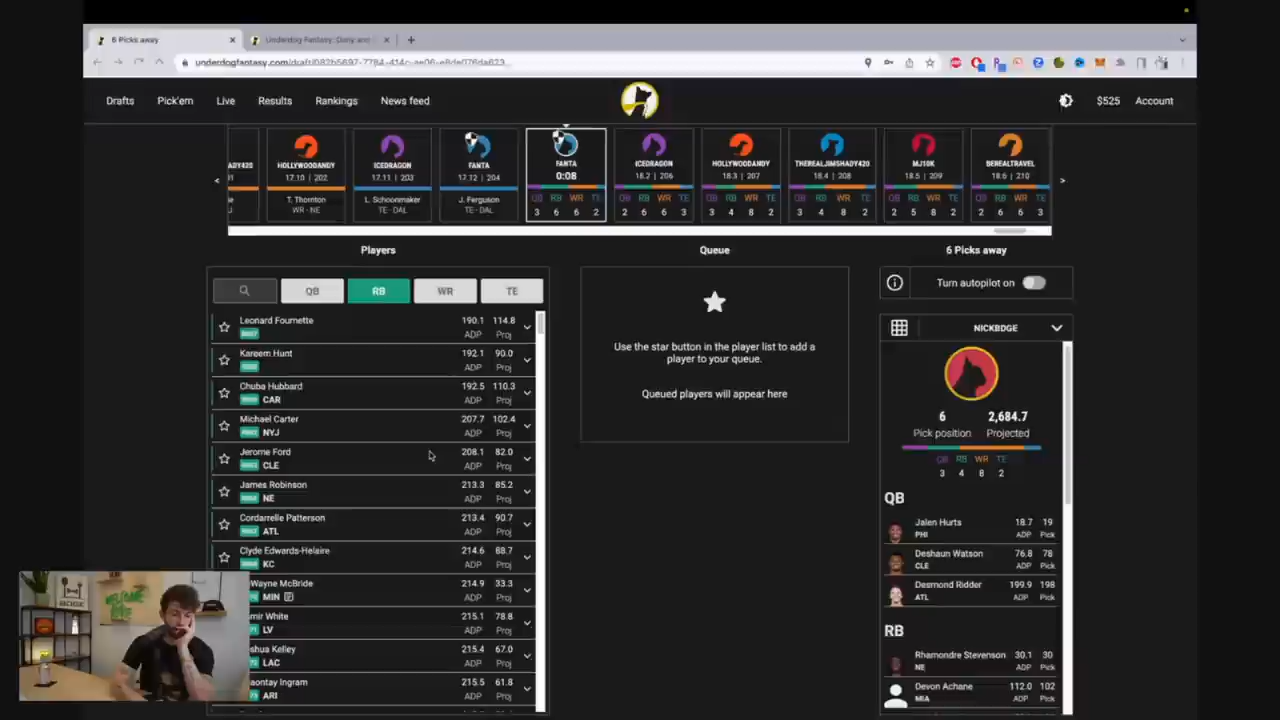 6 Picks away
Underdog Fantasy: Daily and
Drafts Pick'em Live Results Rankings News feed $525 Account
HOLLYWOODANDY ICEDRAGON FANTA FANTA ICEDRAGON HOLLYWOODANDY THEREALJIMSHADY420 MJ10K BEREALTRAVEL
17.10 | 202 17.11 | 203 17.12 | 204 0:08 18.2 | 206 18.3 | 207 18.4 | 208 18.5 | 209 18.6 | 210
T. Thornton L. Schoonmaker J. Ferguson QB RB WR TE QB RB WR TE QB RB WR TE QB RB WR TE QB RB WR TE QB RB WR TE
WR - NE TE - DAL TE - DAL 3 6 6 2 2 6 6 3 3 4 8 2 3 4 8 2 2 5 8 2 2 6 6 3
Players Queue 6 Picks away
QB RB WR TE
Turn autopilot on
Leonard Fournette 190.1 114.8
ADP Proj
Kareem Hunt 192.1 90.0
ADP Proj
Chuba Hubbard 192.5 110.3
CAR ADP Proj
Michael Carter 207.7 102.4
NYJ ADP Proj
Jerome Ford 208.1 82.0
CLE ADP Proj
James Robinson 213.3 85.2
NE ADP Proj
Cordarrelle Patterson 213.4 90.7
ATL ADP Proj
Clyde Edwards-Helaire 214.6 88.7
KC ADP Proj
Wayne McBride 214.9 33.3
MIN ADP Proj
mir White 215.1 78.8
LV ADP Proj
shua Kelley 215.4 67.0
LAC ADP Proj
aontay Ingram 215.5 61.8
ARI ADP Proj
Use the star button in the player list to add a
player to your queue.
Queued players will appear here
NICKBDGE
6 2,684.7
Pick position Projected
QB RB WR TE
3 4 8 2
QB
Jalen Hurts 18.7 19
PHI ADP Pick
Deshaun Watson 76.8 78
CLE ADP Pick
Desmond Ridder 199.9 198
ATL ADP Pick
RB
Rhamondre Stevenson 30.1 30
NE ADP Pick
Devon Achane 112.0 102
MIA ADP Pick